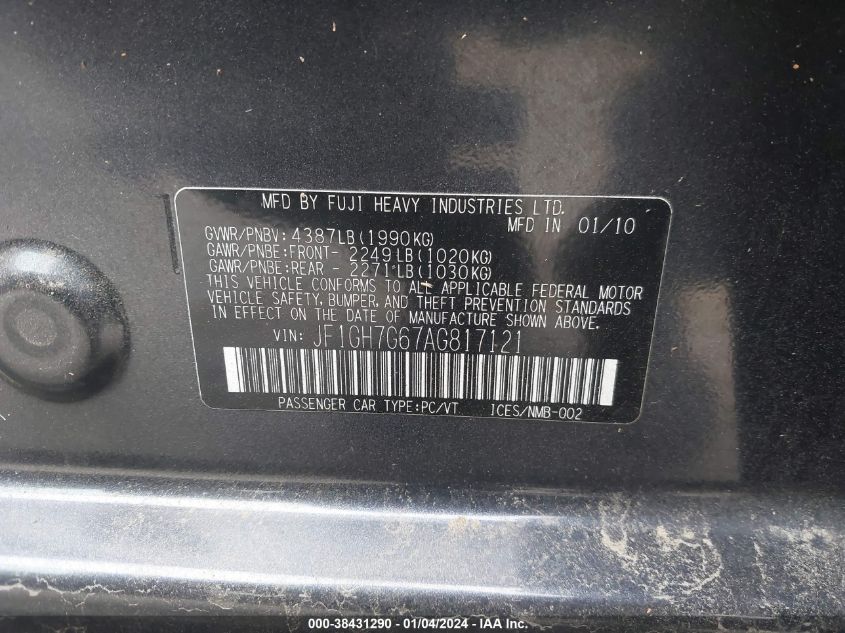 MFD BY FUJI HEAVY INDUSTRIES LTD.
MFD IN 01/10
GVWR/PNBV: 4387LB(1990KG)
GAWR/PNBE:FRONT- 2249LB(1020KG)
GAWR/PNBE:REAR - 2271LB(1030KG)
THIS VEHICLE CONFORMS TO ALL APPLICABLE FEDERAL MOTOR
VEHICLE SAFETY, BUMPER, AND THEFT PREVENTION STANDARDS
IN EFFECT ON THE DATE OF MANUFACTURE SHOWN ABOVE.
VIN: JF1GH7G67AG817121
PASSENGER CAR TYPE:PC/VT ICES/NMB-002
000-38431290 - 01/04/2024 - IAA Inc.